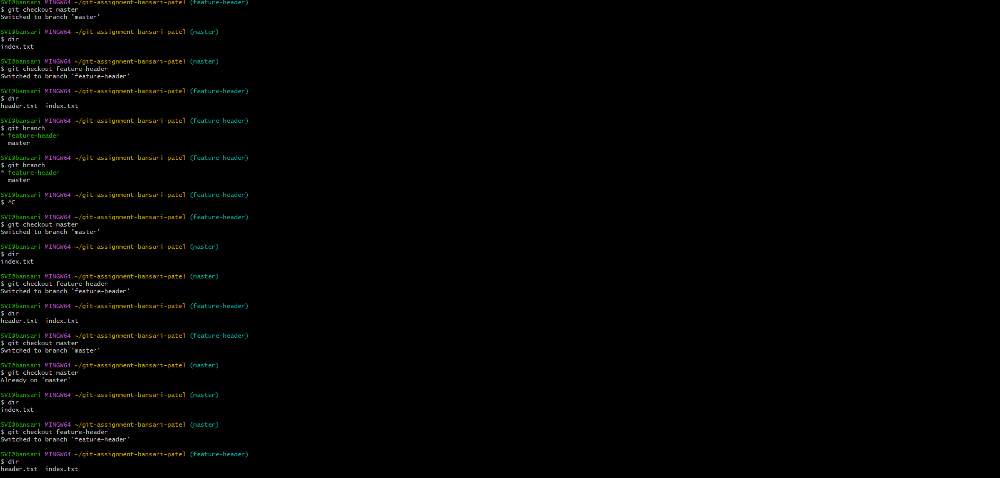 SVI@bansari MINGW64 ~/git-assignment-bansari-patel (feature-header)
$ git checkout master
Switched to branch 'master'
SVI@bansari MINGW64 ~/git-assignment-bansari-patel (master)
$ dir
index.txt
SVI@bansari MINGW64 ~/git-assignment-bansari-patel (master)
$ git checkout feature-header
Switched to branch 'feature-header'
SVI@bansari MINGW64 ~/git-assignment-bansari-patel (feature-header)
$ dir
header.txt  index.txt
SVI@bansari MINGW64 ~/git-assignment-bansari-patel (feature-header)
$ git branch
* feature-header
  master
SVI@bansari MINGW64 ~/git-assignment-bansari-patel (feature-header)
$ git branch
* feature-header
  master
SVI@bansari MINGW64 ~/git-assignment-bansari-patel (feature-header)
$ ^C
SVI@bansari MINGW64 ~/git-assignment-bansari-patel (feature-header)
$ git checkout master
Switched to branch 'master'
SVI@bansari MINGW64 ~/git-assignment-bansari-patel (master)
$ dir
index.txt
SVI@bansari MINGW64 ~/git-assignment-bansari-patel (master)
$ git checkout feature-header
Switched to branch 'feature-header'
SVI@bansari MINGW64 ~/git-assignment-bansari-patel (feature-header)
$ dir
header.txt  index.txt
SVI@bansari MINGW64 ~/git-assignment-bansari-patel (feature-header)
$ git checkout master
Switched to branch 'master'
SVI@bansari MINGW64 ~/git-assignment-bansari-patel (master)
$ git checkout master
Already on 'master'
SVI@bansari MINGW64 ~/git-assignment-bansari-patel (master)
$ dir
index.txt
SVI@bansari MINGW64 ~/git-assignment-bansari-patel (master)
$ git checkout feature-header
Switched to branch 'feature-header'
SVI@bansari MINGW64 ~/git-assignment-bansari-patel (feature-header)
$ dir
header.txt  index.txt